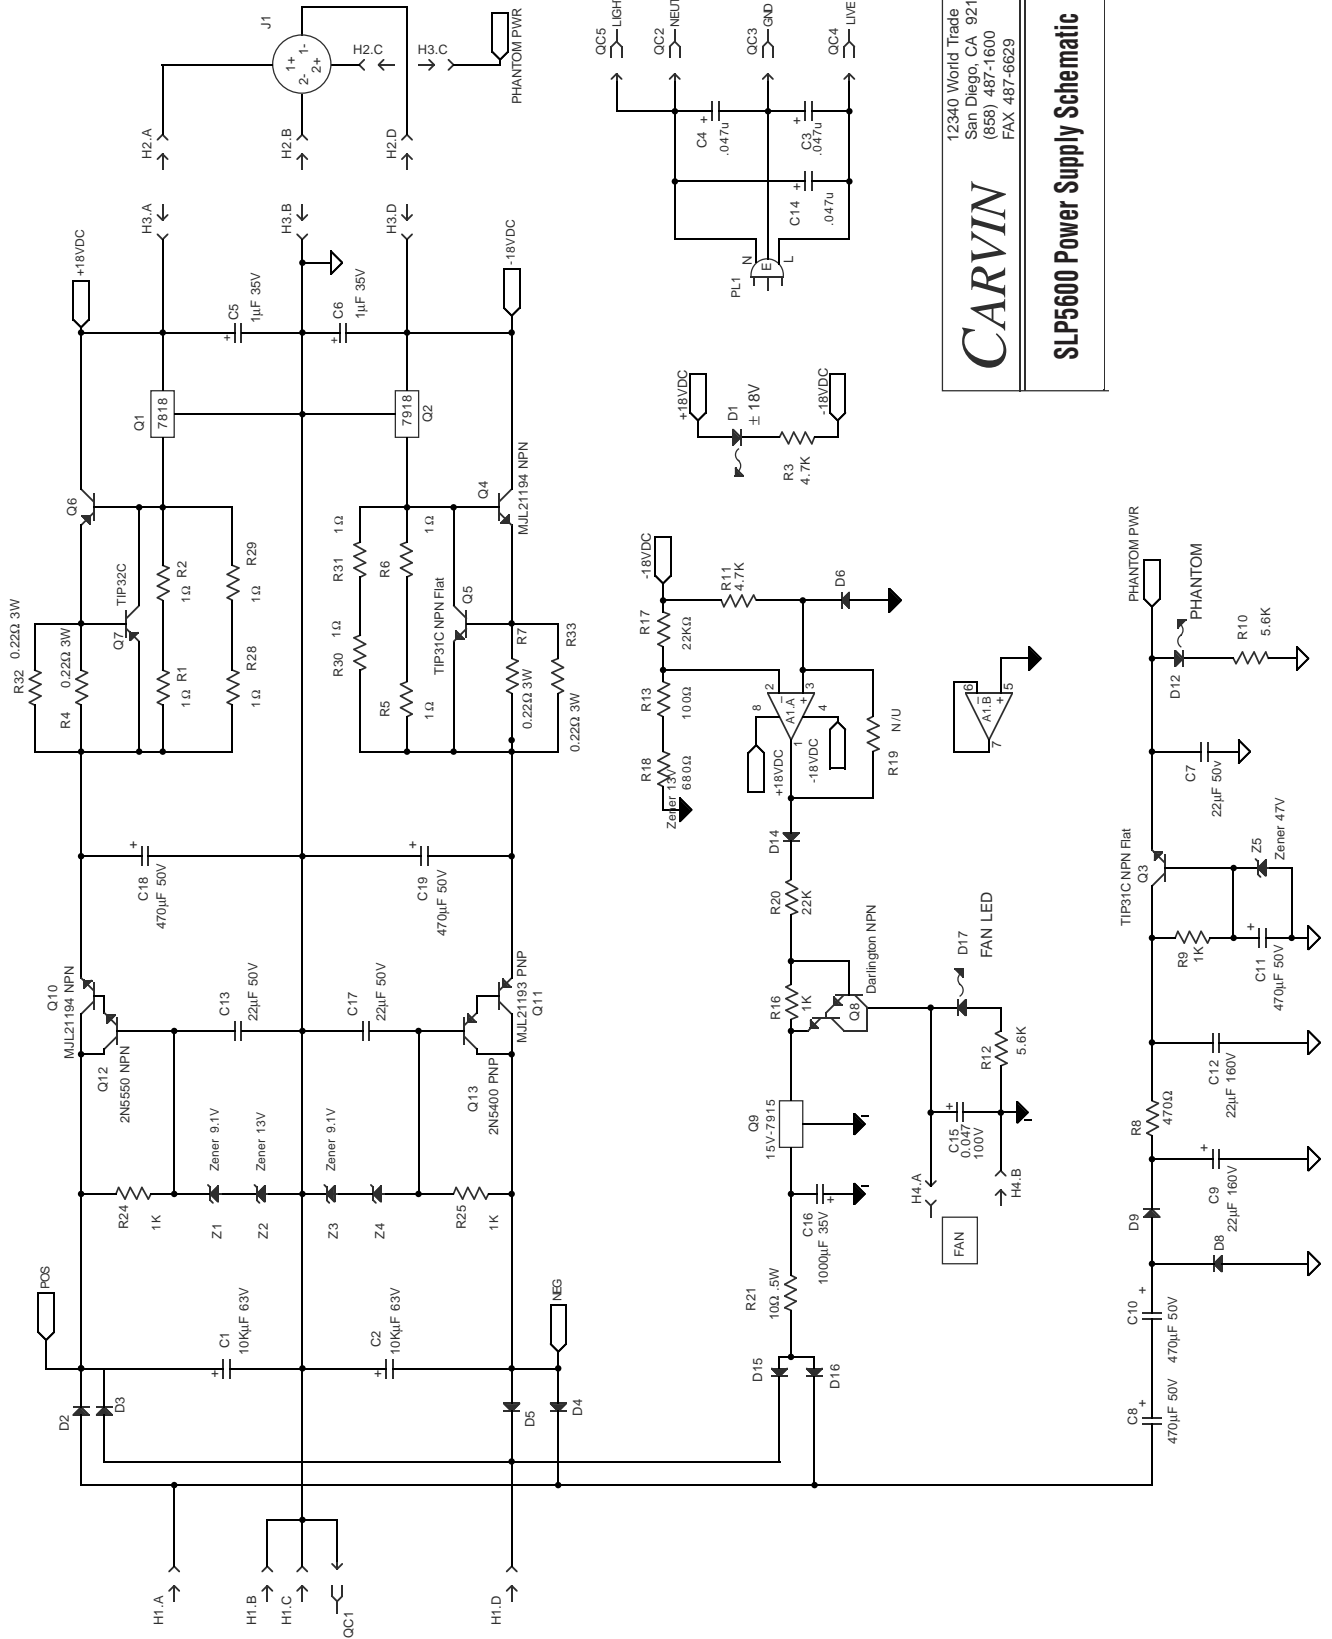 H1.A
H1.B
H1.C
QC1
H1.D
D2
D3
D5
D4
POS
NEG
C1
10KµF 63V
C2
10KµF 63V
R24
1K
Z1
Zener 9.1V
Z2
Zener 13V
Z3
Zener 9.1V
Z4
Zener 13V
R25
1K
Q10
MJL21194 NPN
Q12
2N5550 NPN
C13
22µF 50V
C17
22µF 50V
Q13
2N5400 PNP
MJL21193 PNP
Q11
C18
470µF 50V
C19
470µF 50V
R32
0.22Ω 3W
R4
0.22Ω 3W
Q7
TIP32C
R1
1Ω
R2
1Ω
R28
1Ω
R29
1Ω
Q6
R30
1Ω
R31
1Ω
R5
1Ω
R6
1Ω
TIP31C NPN Flat
Q5
R7
0.22Ω 3W
R33
0.22Ω 3W
Q4
MJL21194 NPN
Q1
7818
7918
Q2
+18VDC
C5
1µF 35V
C6
1µF 35V
-18VDC
H3.A
H2.A
H3.B
H2.B
H3.D
H2.D
J1
1+
1-
2-
2+
H2.C
H3.C
PHANTOM PWR
D15
D16
R21
10Ω .5W
C16
1000µF 35V
Q9
15V-7915
R16
1K
Q8
Darlington NPN
R20
22K
D14
D17
FAN LED
R12
5.6K
C15
0.047
100V
H4.A
H4.B
FAN
R18
680Ω
R13
100Ω
R17
22KΩ
-18VDC
R11
4.7K
D6
8
2
3
4
1
A1.A
+18VDC
-18VDC
R19
N/U
6
5
7
A1.B
+18VDC
D1
± 18V
R3
4.7K
-18VDC
PL1
N
E
L
C14
.047u
C4
.047u
C3
.047u
QC5
LIGH
QC2
NEUT
QC3
GND
QC4
LIVE
C8
470µF 50V
C10
470µF 50V
D8
D9
C9
22µF 160V
R8
470Ω
C12
22µF 160V
R9
1K
C11
470µF 50V
Z5
Zener 47V
TIP31C NPN Flat
Q3
C7
22µF 50v
PHANTOM PWR
D12
PHANTOM
R10
5.6K
CARVIN
12340 World Trade
San Diego, CA 921
(858) 487-1600
FAX 487-6629
SLP5600 Power Supply Schematic